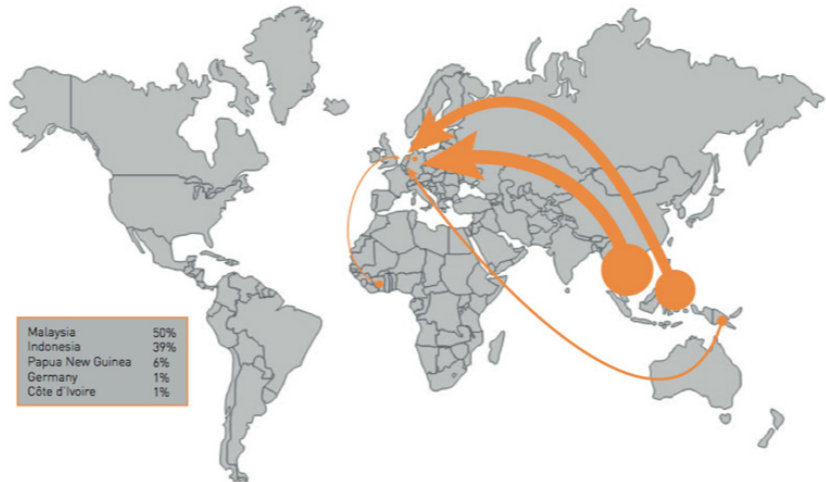 Malaysia 50%
Indonesia 39%
Papua New Guinea 6%
Germany 1%
Côte d'Ivoire 1%